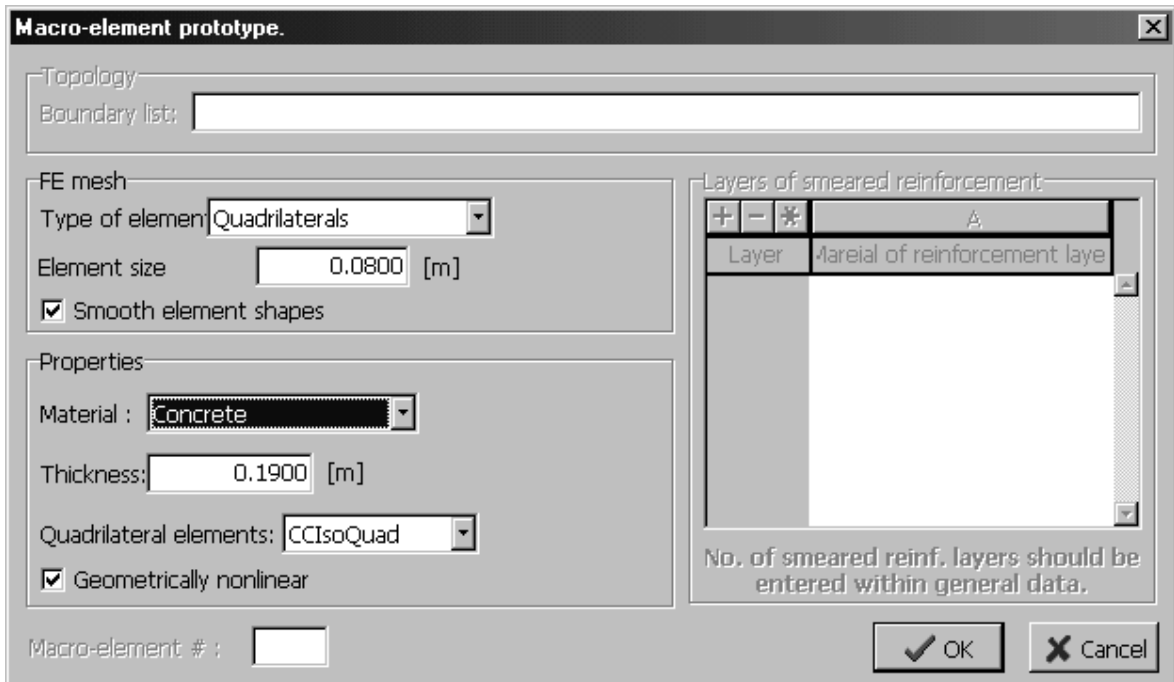 Macro-element prototype.
Topology
Boundary list:
FE mesh
Type of elemen Quadrilaterals
Element size 0.0800 [m]
Smooth element shapes
Properties
Material : Concrete
Thickness: 0.1900 [m]
Quadrilateral elements: CCIsoQuad
Geometrically nonlinear
Layers of smeared reinforcement
A
Layer Mareial of reinforcement laye
No. of smeared reinf. layers should be
entered within general data.
Macro-element # :
OK Cancel